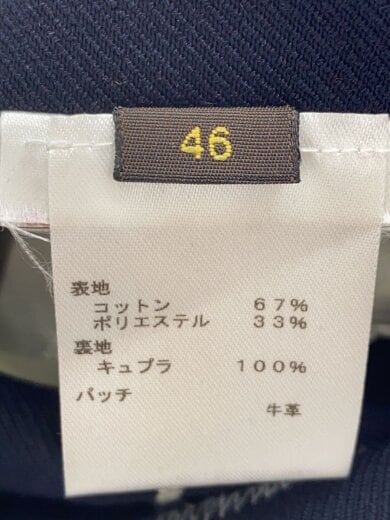 46
表地
コットン 67%
ポリエステル 33%
裏地
キュプラ 100%
パッチ
牛革